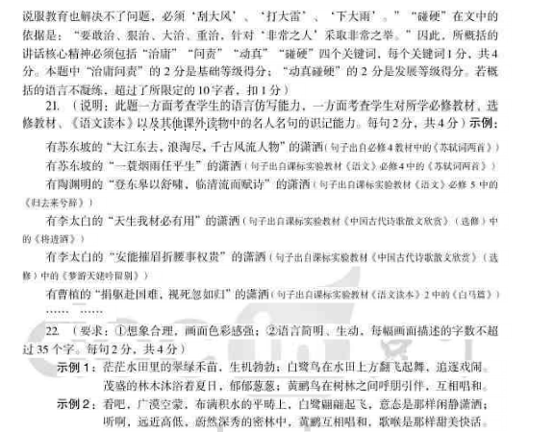 说服教育也解决不了问题，必须‘刮大风’、‘打大雷’、‘下大雨’。”“碰硬”在文中的
依据是：“要敢治、狠治、大治、重治，针对‘非常之人’采取非常之举。”因此，所概括的
讲话核心精神必须包括“治庸”“问责”“动真”“碰硬”四个关键词，每个关键词1分，共4
分。本题中“治庸问责”的2分是基础等级得分；“动真碰硬”的2分是发展等级得分。若概
括的语言不凝练，超过了所限定的10字者，扣1分）
21. （说明：此题一方面考查学生的语言仿写能力，一方面考查学生对所学必修教材、选
修教材、《语文读本》以及其他课外读物中的名人名句的识记能力。每句2分，共4分）示例：
有苏东坡的“大江东去，浪淘尽，千古风流人物”的潇洒（句子出自必修4教材中的《苏轼词两首》）
有苏东坡的“一蓑烟雨任平生”的潇洒（句子出自课标实验教材《语文》必修4中的《苏轼词两首》）
有陶渊明的“登东皋以舒啸，临清流而赋诗”的潇洒（句子出自课标实验教材《语文》必修5中的
《归去来兮辞》）
有李太白的“天生我材必有用”的潇洒（句子出自课标实验教材《中国古代诗歌散文欣赏》（选修）中
的《将进酒》）
有李太白的“安能摧眉折腰事权贵”的潇洒（句子出自课标实验教材《中国古代诗歌散文欣赏》（选
修）中的《梦游天姥吟留别》）
有曹植的“捐躯赴国难，视死忽如归”的潇洒（句子出自课标实验教材《语文读本》2中的《白马篇》）
…… ……
22. （要求：①想象合理，画面色彩感强；②语言简明、生动，每幅画面描述的字数不超
过35个字。每句2分，共4分）
示例1：茫茫水田里的翠绿禾苗，生机勃勃；白鹭鸟在水田上方翻飞起舞，追逐戏闹。
茂盛的林木沐浴着夏日，郁郁葱葱；黄鹂鸟在树林之间呼朋引伴，互相唱和。
示例2：看吧，广漠空蒙，布满积水的平畴上，白鹭翩翩起飞，意态是那样闲静潇洒；
听啊，远近高低，蔚然深秀的密林中，黄鹂互相唱和，歌喉是那样甜美快活。